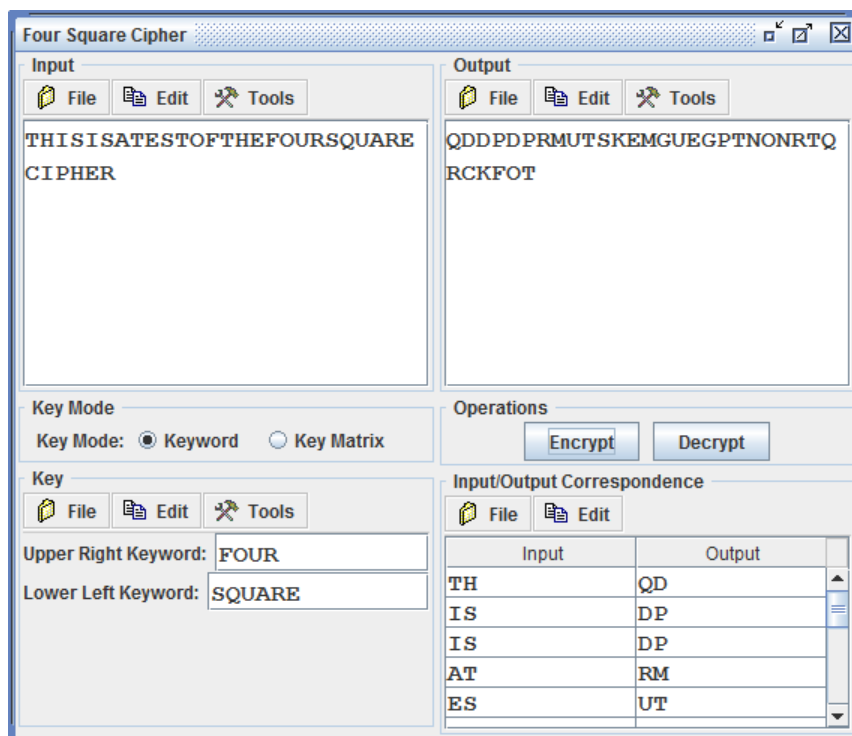 Four Square Cipher
Input
File Edit Tools
THISISATESTOFTHEFOURSQUARE
CIPHER
Output
File Edit Tools
QDDPDPRMUTSKEMGUEGPTNONRTQ
RCKFOT
Key Mode
Key Mode: Keyword Key Matrix
Operations
Encrypt Decrypt
Key
File Edit Tools
Upper Right Keyword: FOUR
Lower Left Keyword: SQUARE
Input/Output Correspondence
File Edit
Input Output
TH QD
IS DP
IS DP
AT RM
ES UT